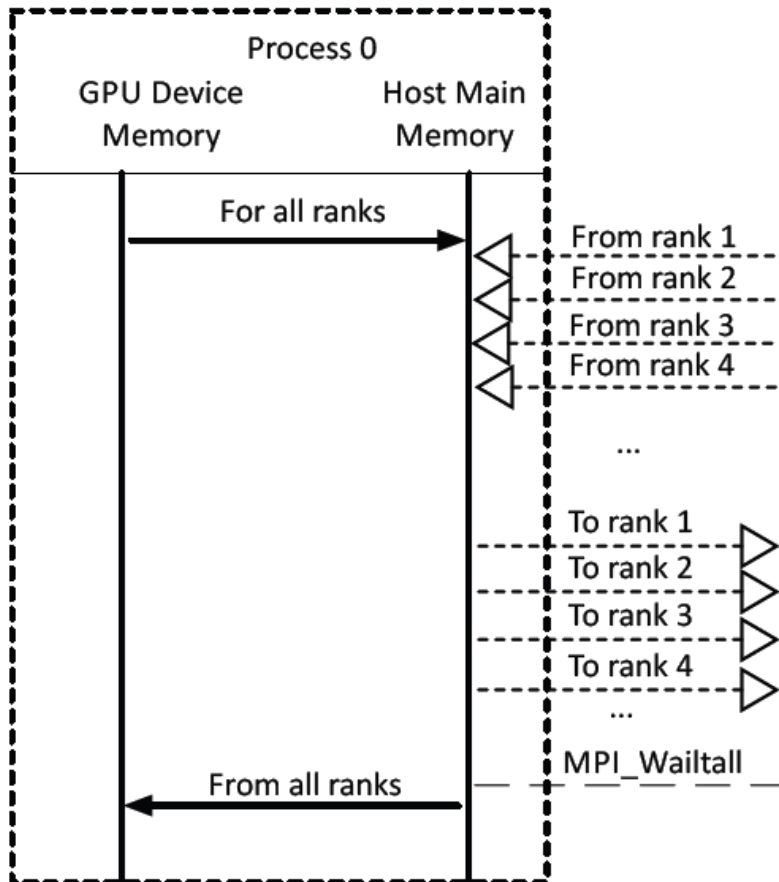 Process 0
GPU Device
Memory
Host Main
Memory
For all ranks
From rank 1
From rank 2
From rank 3
From rank 4
...
To rank 1
To rank 2
To rank 3
To rank 4
...
MPI_Wailtall
From all ranks